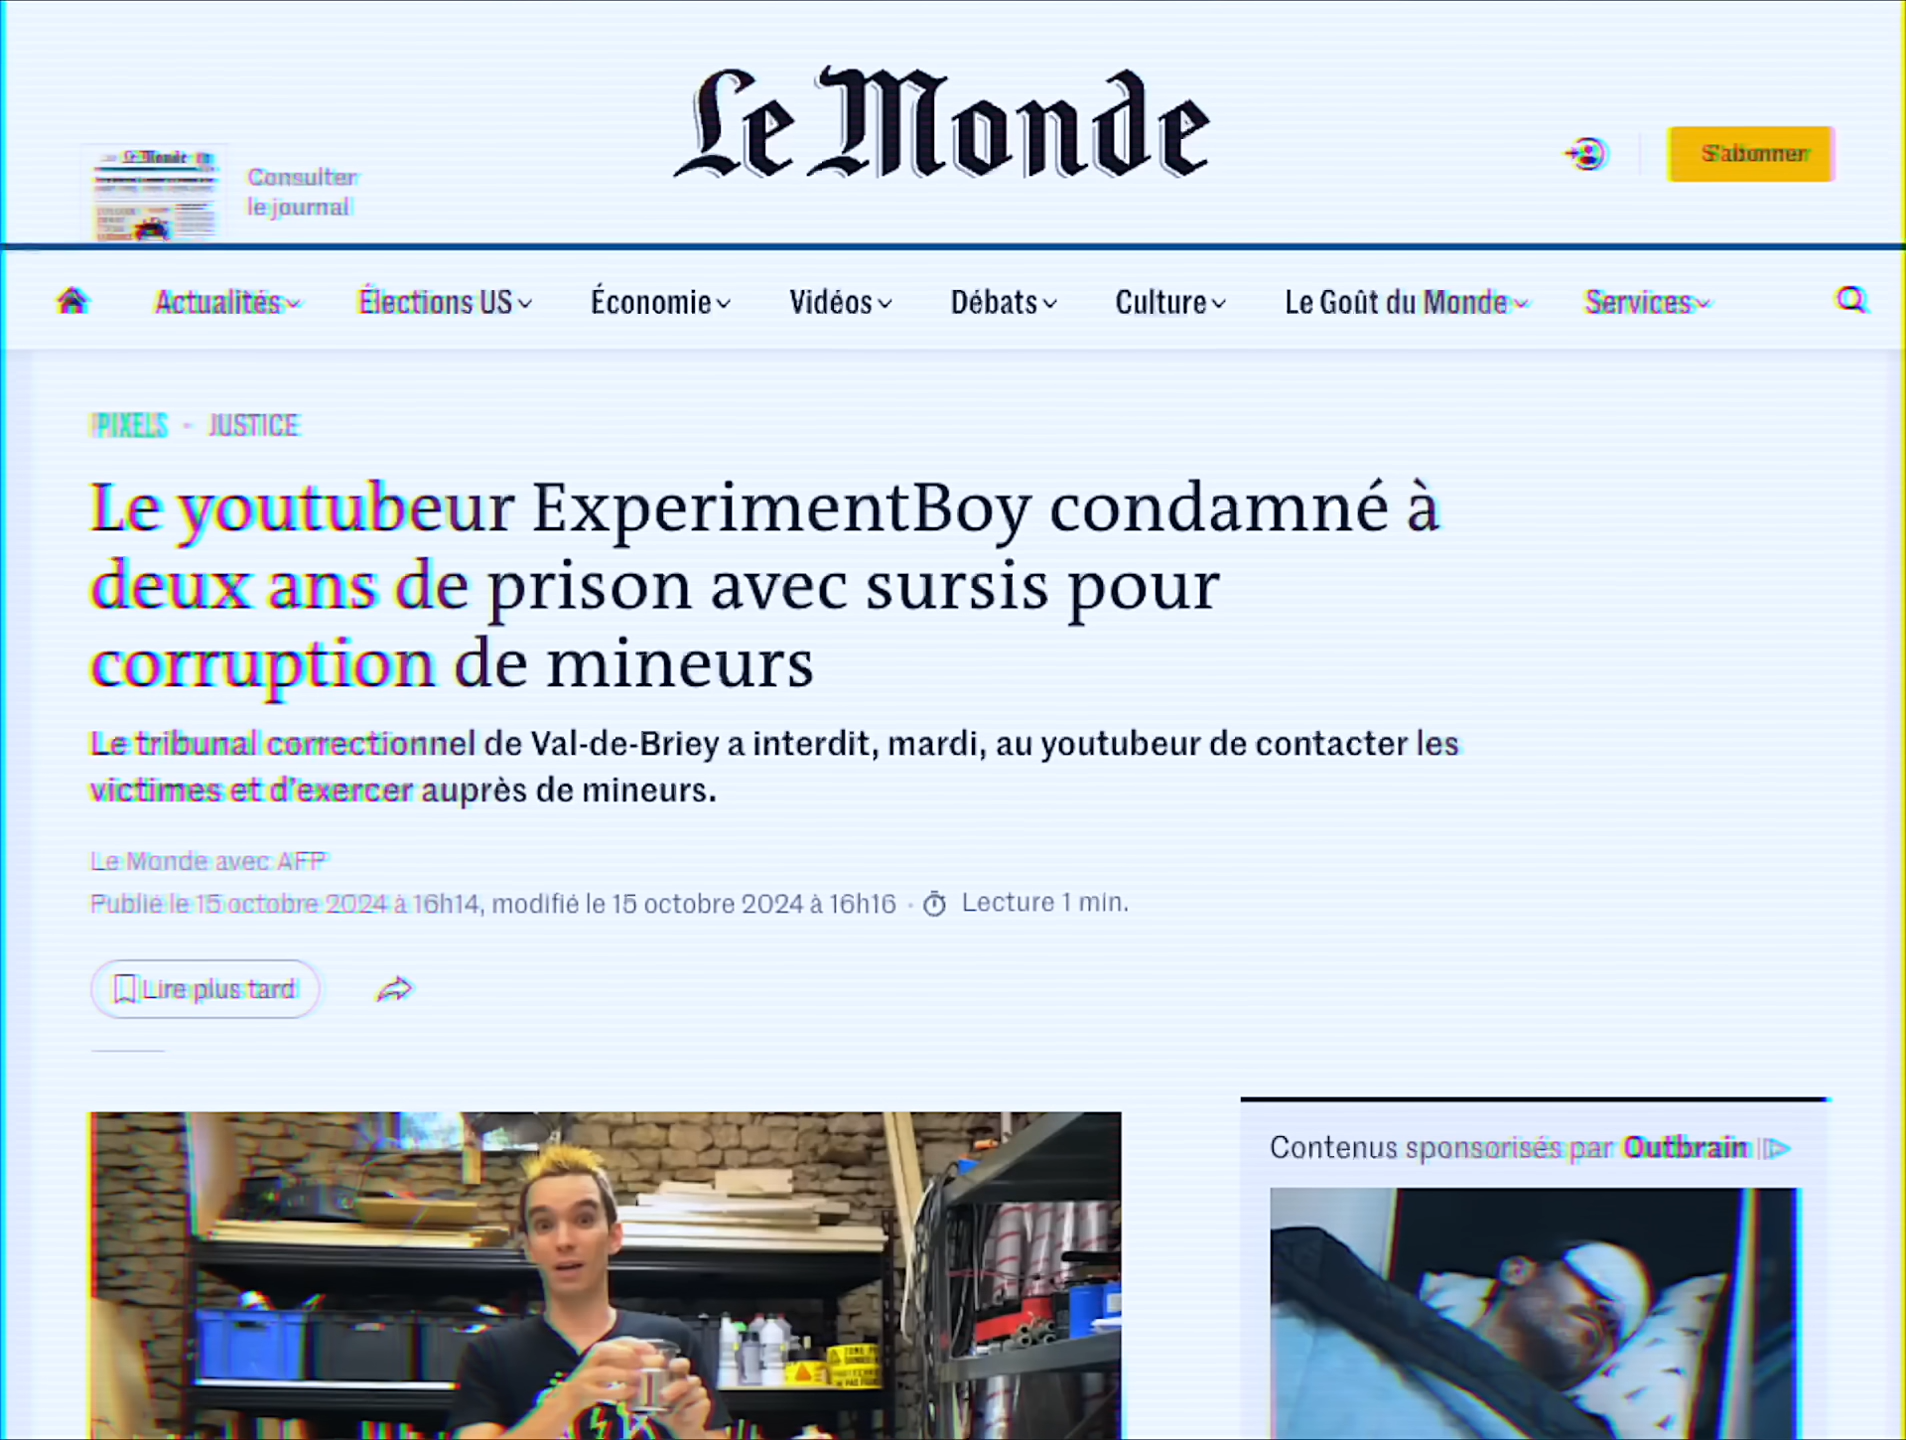 Le Monde
Le Monde
Consulter
le journal
S'abonner
Actualités
Élections US
Économie
Vidéos
Débats
Culture
Le Goût du Monde
Services
PIXELS · JUSTICE
Le youtubeur ExperimentBoy condamné à
deux ans de prison avec sursis pour
corruption de mineurs
Le tribunal correctionnel de Val-de-Briey a interdit, mardi, au youtubeur de contacter les
victimes et d'exercer auprès de mineurs.
Le Monde avec AFP
Publié le 15 octobre 2024 à 16h14, modifié le 15 octobre 2024 à 16h16 · Lecture 1 min.
Lire plus tard
Contenus sponsorisés par Outbrain